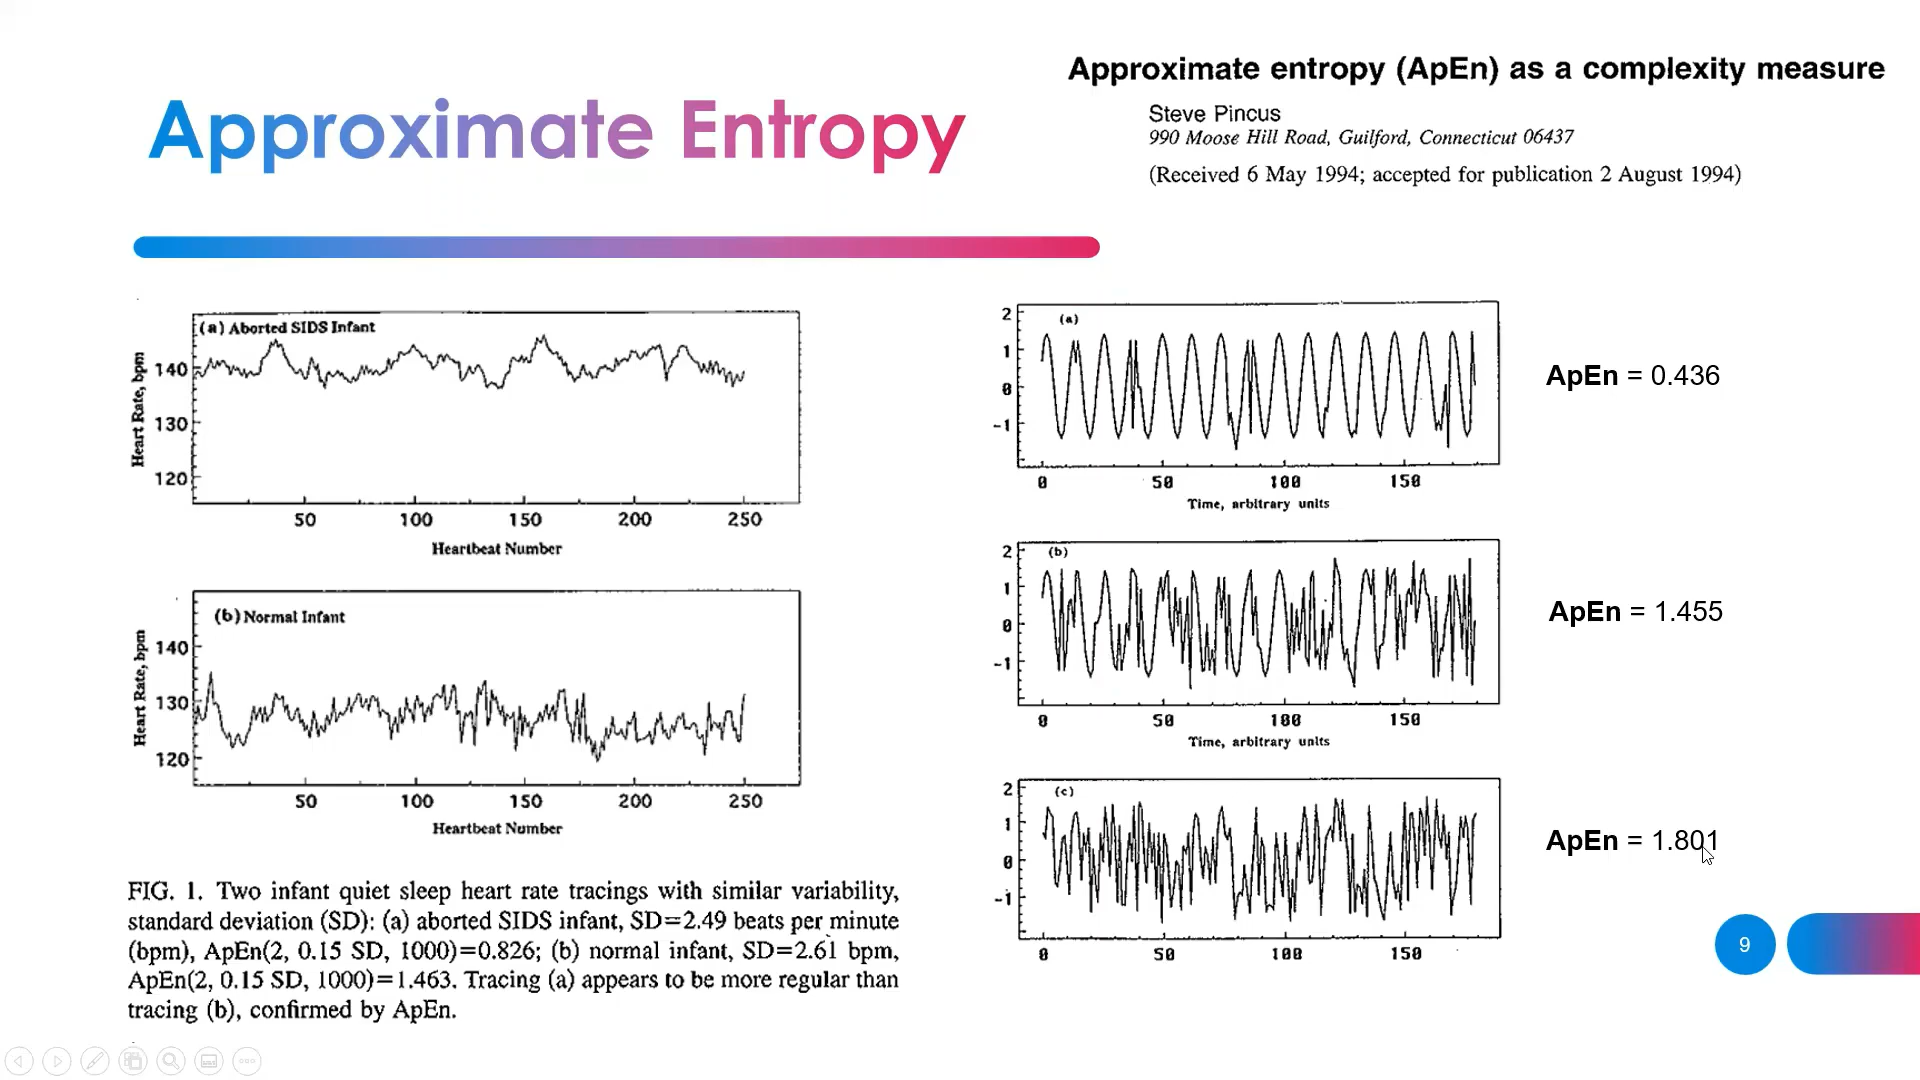 Approximate entropy (ApEn) as a complexity measure
Steve Pincus
990 Moose Hill Road, Guilford, Connecticut 06437
(Received 6 May 1994; accepted for publication 2 August 1994)
Approximate Entropy
(a) Aborted SIDS Infant
Heart Rate, bpm
140
130
120
50 100 150 200 250
Heartbeat Number
(b) Normal Infant
Heart Rate, bpm
140
130
120
50 100 150 200 250
Heartbeat Number
FIG. 1. Two infant quiet sleep heart rate tracings with similar variability,
standard deviation (SD): (a) aborted SIDS infant, SD=2.49 beats per minute
(bpm), ApEn(2, 0.15 SD, 1000)=0.826; (b) normal infant, SD=2.61 bpm,
ApEn(2, 0.15 SD, 1000)=1.463. Tracing (a) appears to be more regular than
tracing (b), confirmed by ApEn.
(a)
2
1
0
-1
0 50 100 150
Time, arbitrary units
ApEn = 0.436
(b)
2
1
0
-1
0 50 100 150
Time, arbitrary units
ApEn = 1.455
(c)
2
1
0
-1
0 50 100 150
ApEn = 1.801
9